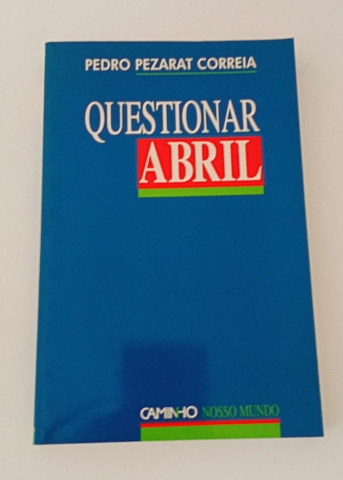 PEDRO PEZARAT CORREIA
QUESTIONAR
ABRIL
CAMINHO NOSSO MUNDO